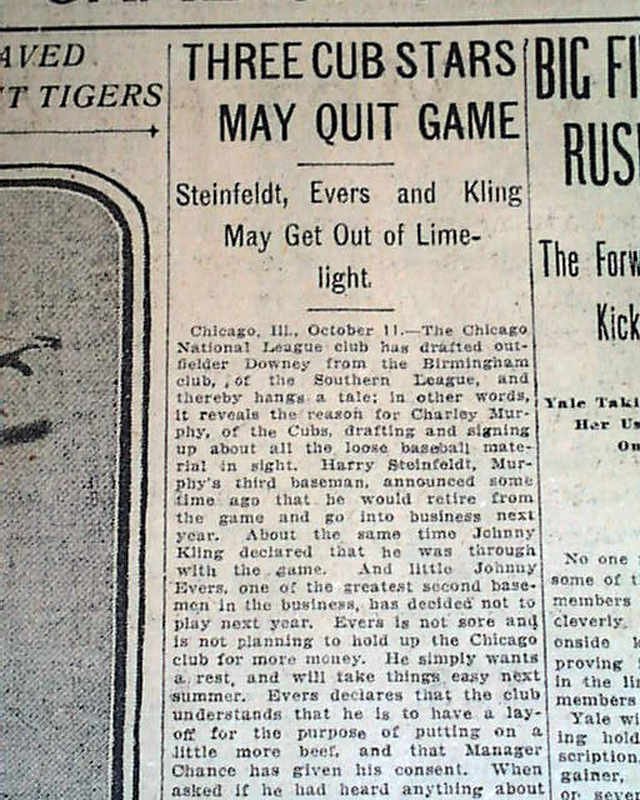 AVED
'T TIGERS
THREE CUB STARS
MAY QUIT GAME
Steinfeldt, Evers and Kling
May Get Out of Lime-
light.
Chicago, Ill., October 11.—The Chicago
National League club has drafted out-
fielder Downey from the Birmingham
club, of the Southern League, and
thereby hangs a tale; in other words,
it reveals the reason for Charley Mur-
phy, of the Cubs, drafting and signing
up about all the loose baseball mate-
rial in sight. Harry Steinfeldt, Mur-
phy's third baseman, announced some
time ago that he would retire from
the game and go into business next
year. About the same time Johnny
Kling declared that he was through
with the game. And little Johnny
Evers, one of the greatest second base-
men in the business, has decided not to
play next year. Evers is not sore and
is not planning to hold up the Chicago
club for more money. He simply wants
a rest, and will take things easy next
summer. Evers declares that the club
understands that he is to have a lay-
off for the purpose of putting on a
little more beef, and that Manager
Chance has given his consent. When
asked if he had heard anything about
BIG FI
RUS
The Forw
Kick
Yale Taki
Her Us
On
No one
some of t
members
cleverly.
onside k
proving
in the li
members
Yale wi
ing hold
scription,
gainer,
or sever